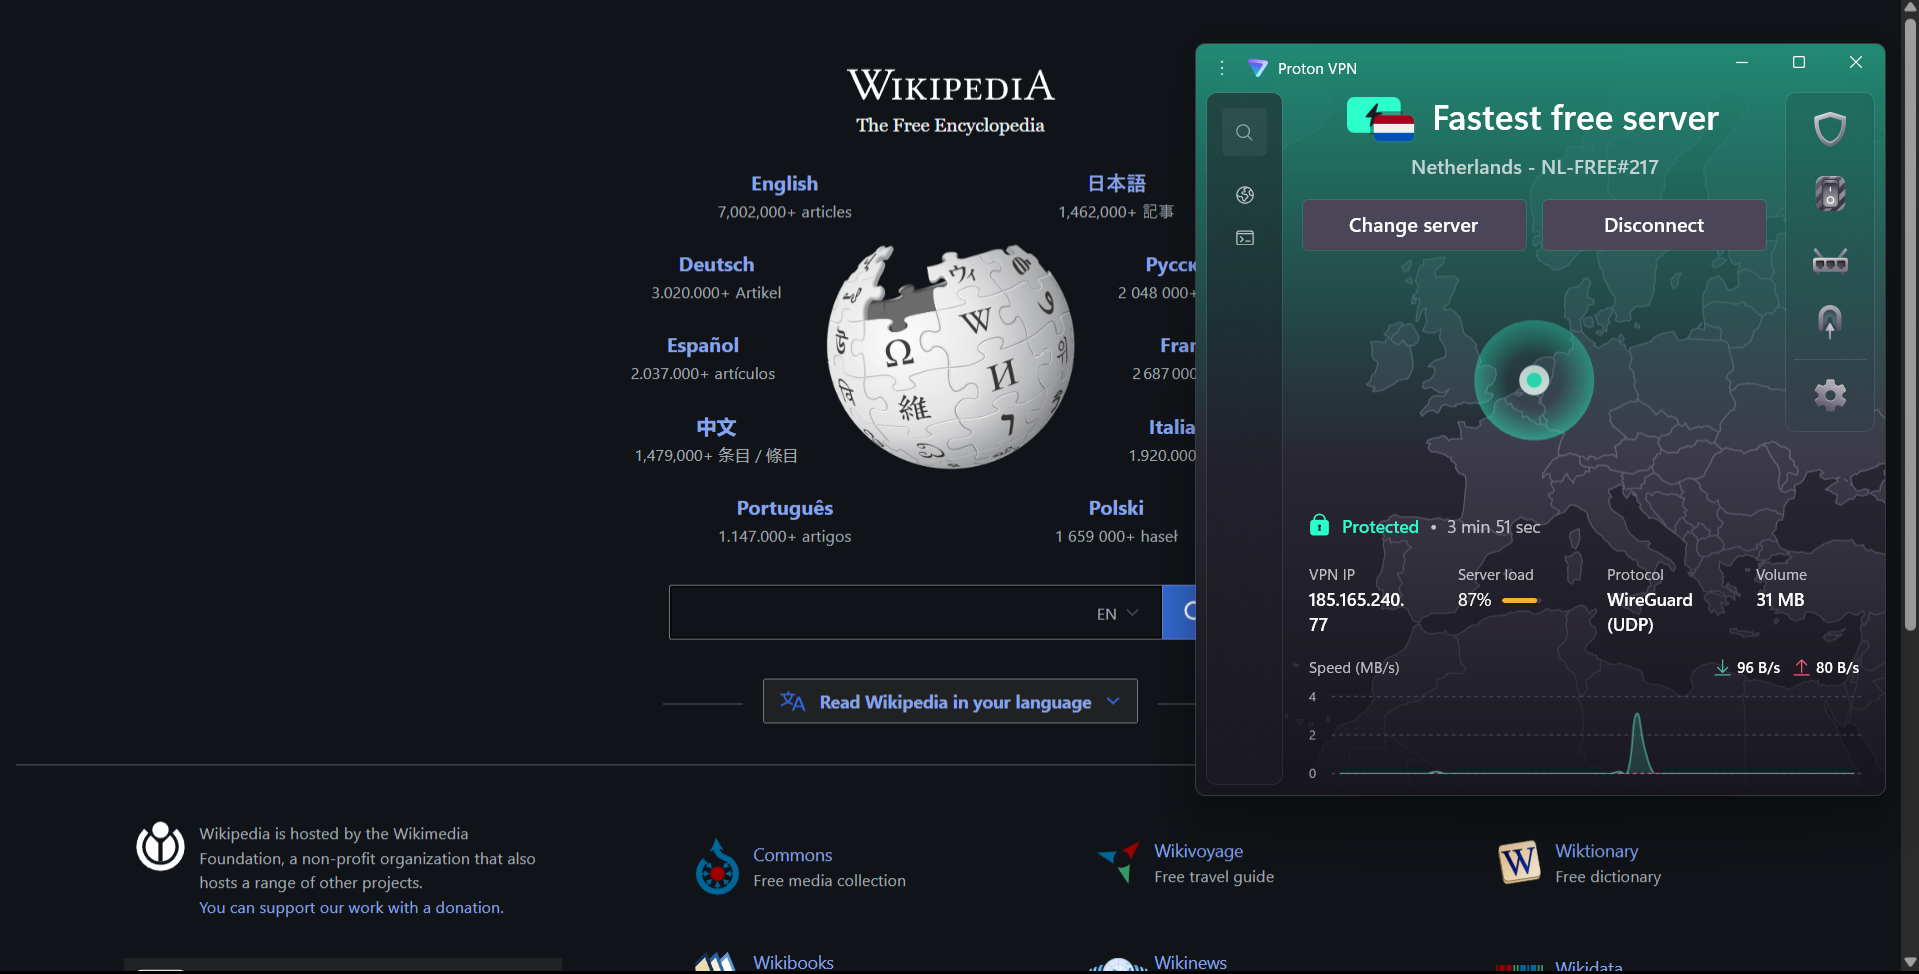 WIKIPEDIA
The Free Encyclopedia
English
7,002,000+ articles
日本語
1,462,000+ 記事
Deutsch
3.020.000+ Artikel
Русск
2 048 000+
Español
2.037.000+ artículos
Fran
2 687 000
中文
1,479,000+ 条目 / 條目
Italia
1.920.000
Português
1.147.000+ artigos
Polski
1 659 000+ haseł
EN
Read Wikipedia in your language
Wikipedia is hosted by the Wikimedia
Foundation, a non-profit organization that also
hosts a range of other projects.
You can support our work with a donation.
Commons
Free media collection
Wikivoyage
Free travel guide
Wiktionary
Free dictionary
Wikibooks
Wikinews
Wikidata
Proton VPN
Fastest free server
Netherlands - NL-FREE#217
Change server
Disconnect
Protected • 3 min 51 sec
VPN IP
185.165.240.
77
Server load
87%
Protocol
WireGuard
(UDP)
Volume
31 MB
Speed (MB/s)
96 B/s
80 B/s
4
2
0
Ω
W
И
維
ウィ
7
W